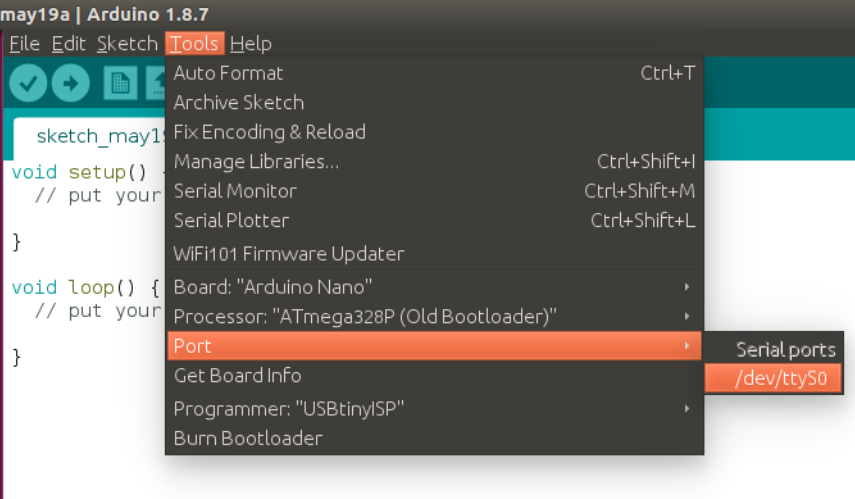 may19a | Arduino 1.8.7
File Edit Sketch Tools Help
sketch_may19
void setup() {
// put your
}
void loop() {
// put your
}
Auto Format Ctrl+T
Archive Sketch
Fix Encoding & Reload
Manage Libraries... Ctrl+Shift+I
Serial Monitor Ctrl+Shift+M
Serial Plotter Ctrl+Shift+L
WiFi101 Firmware Updater
Board: "Arduino Nano"
Processor: "ATmega328P (Old Bootloader)"
Port
Get Board Info
Programmer: "USBtinyISP"
Burn Bootloader
Serial ports
/dev/ttyS0